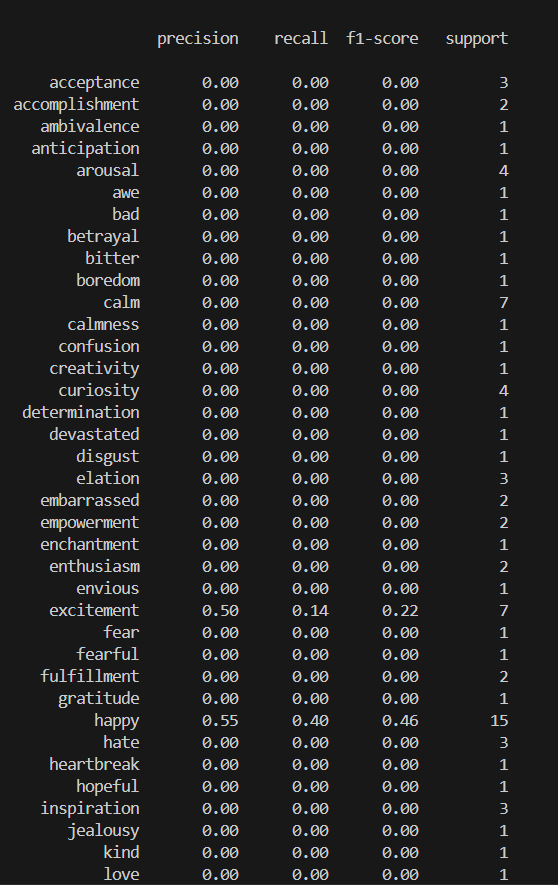 precision recall f1-score support
acceptance 0.00 0.00 0.00 3
accomplishment 0.00 0.00 0.00 2
ambivalence 0.00 0.00 0.00 1
anticipation 0.00 0.00 0.00 1
arousal 0.00 0.00 0.00 4
awe 0.00 0.00 0.00 1
bad 0.00 0.00 0.00 1
betrayal 0.00 0.00 0.00 1
bitter 0.00 0.00 0.00 1
boredom 0.00 0.00 0.00 1
calm 0.00 0.00 0.00 7
calmness 0.00 0.00 0.00 1
confusion 0.00 0.00 0.00 1
creativity 0.00 0.00 0.00 1
curiosity 0.00 0.00 0.00 4
determination 0.00 0.00 0.00 1
devastated 0.00 0.00 0.00 1
disgust 0.00 0.00 0.00 1
elation 0.00 0.00 0.00 3
embarrassed 0.00 0.00 0.00 2
empowerment 0.00 0.00 0.00 2
enchantment 0.00 0.00 0.00 1
enthusiasm 0.00 0.00 0.00 2
envious 0.00 0.00 0.00 1
excitement 0.50 0.14 0.22 7
fear 0.00 0.00 0.00 1
fearful 0.00 0.00 0.00 1
fulfillment 0.00 0.00 0.00 2
gratitude 0.00 0.00 0.00 1
happy 0.55 0.40 0.46 15
hate 0.00 0.00 0.00 3
heartbreak 0.00 0.00 0.00 1
hopeful 0.00 0.00 0.00 1
inspiration 0.00 0.00 0.00 3
jealousy 0.00 0.00 0.00 1
kind 0.00 0.00 0.00 1
love 0.00 0.00 0.00 1